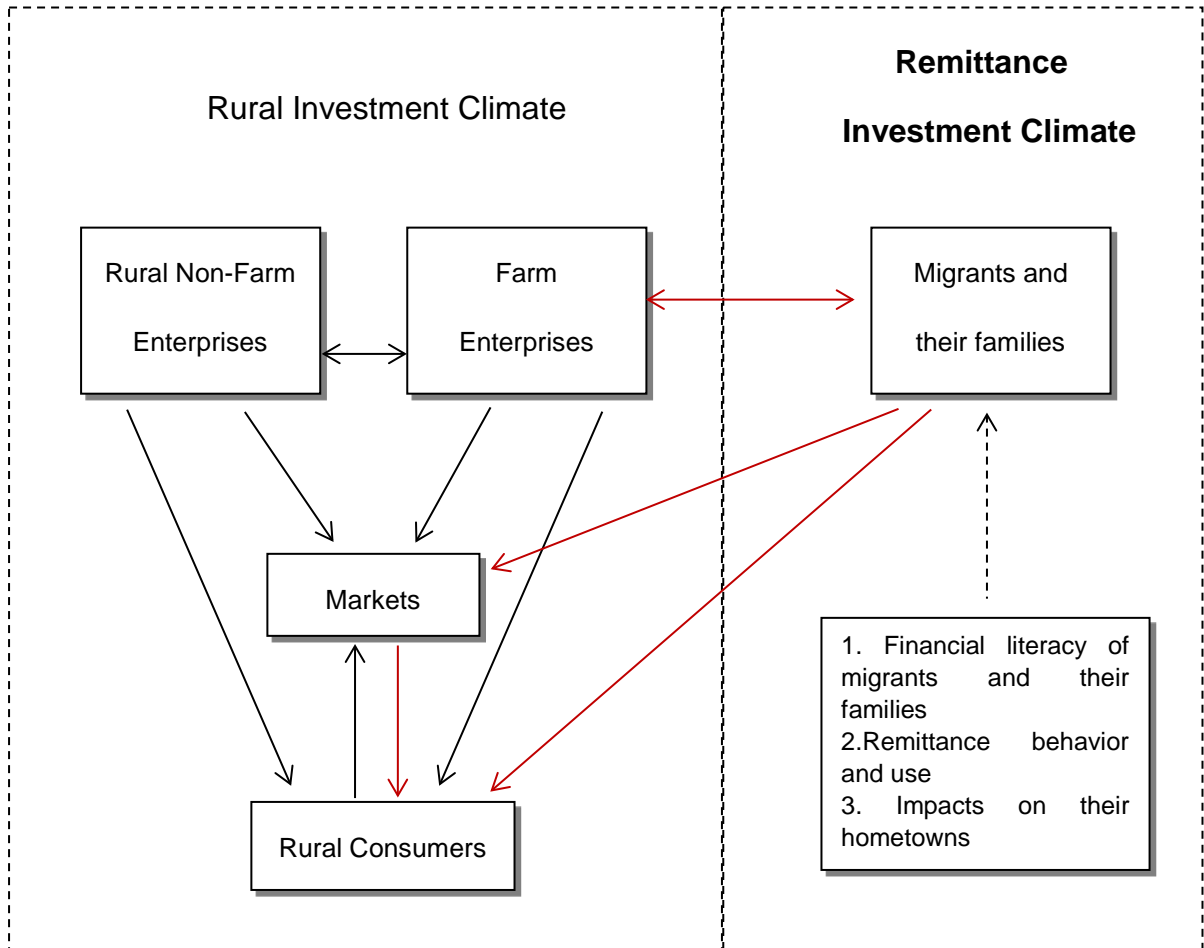 Rural Investment Climate
Remittance
Investment Climate
Rural Non-Farm
Enterprises
Farm
Enterprises
Migrants and
their families
Markets
Rural Consumers
1. Financial literacy of
migrants and their
families
2.Remittance behavior
and use
3. Impacts on their
hometowns